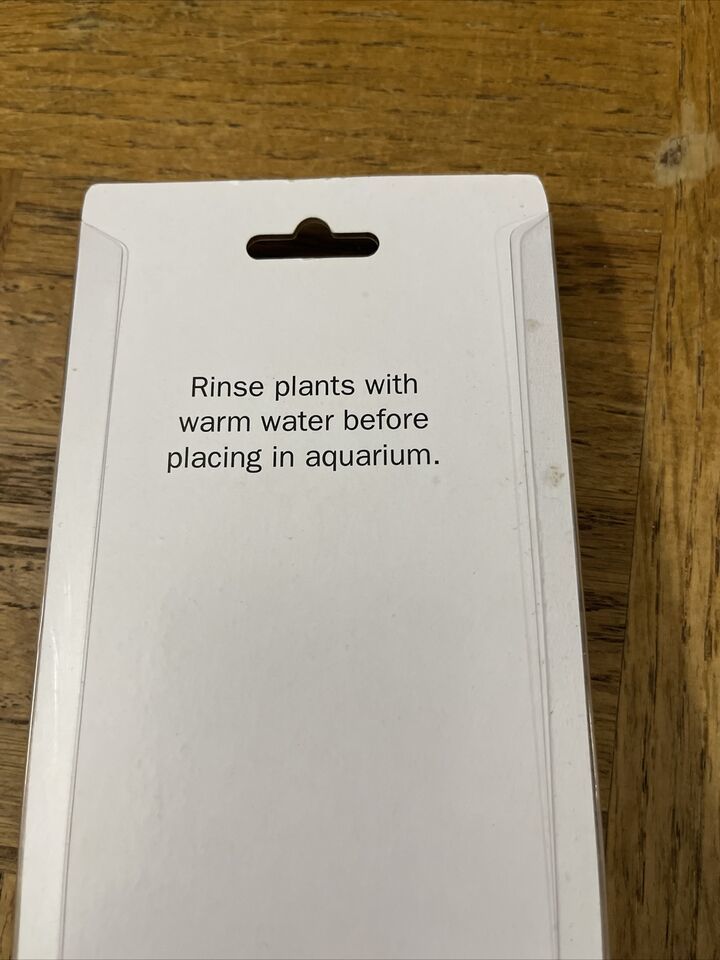 Rinse plants with
warm water before
placing in aquarium.